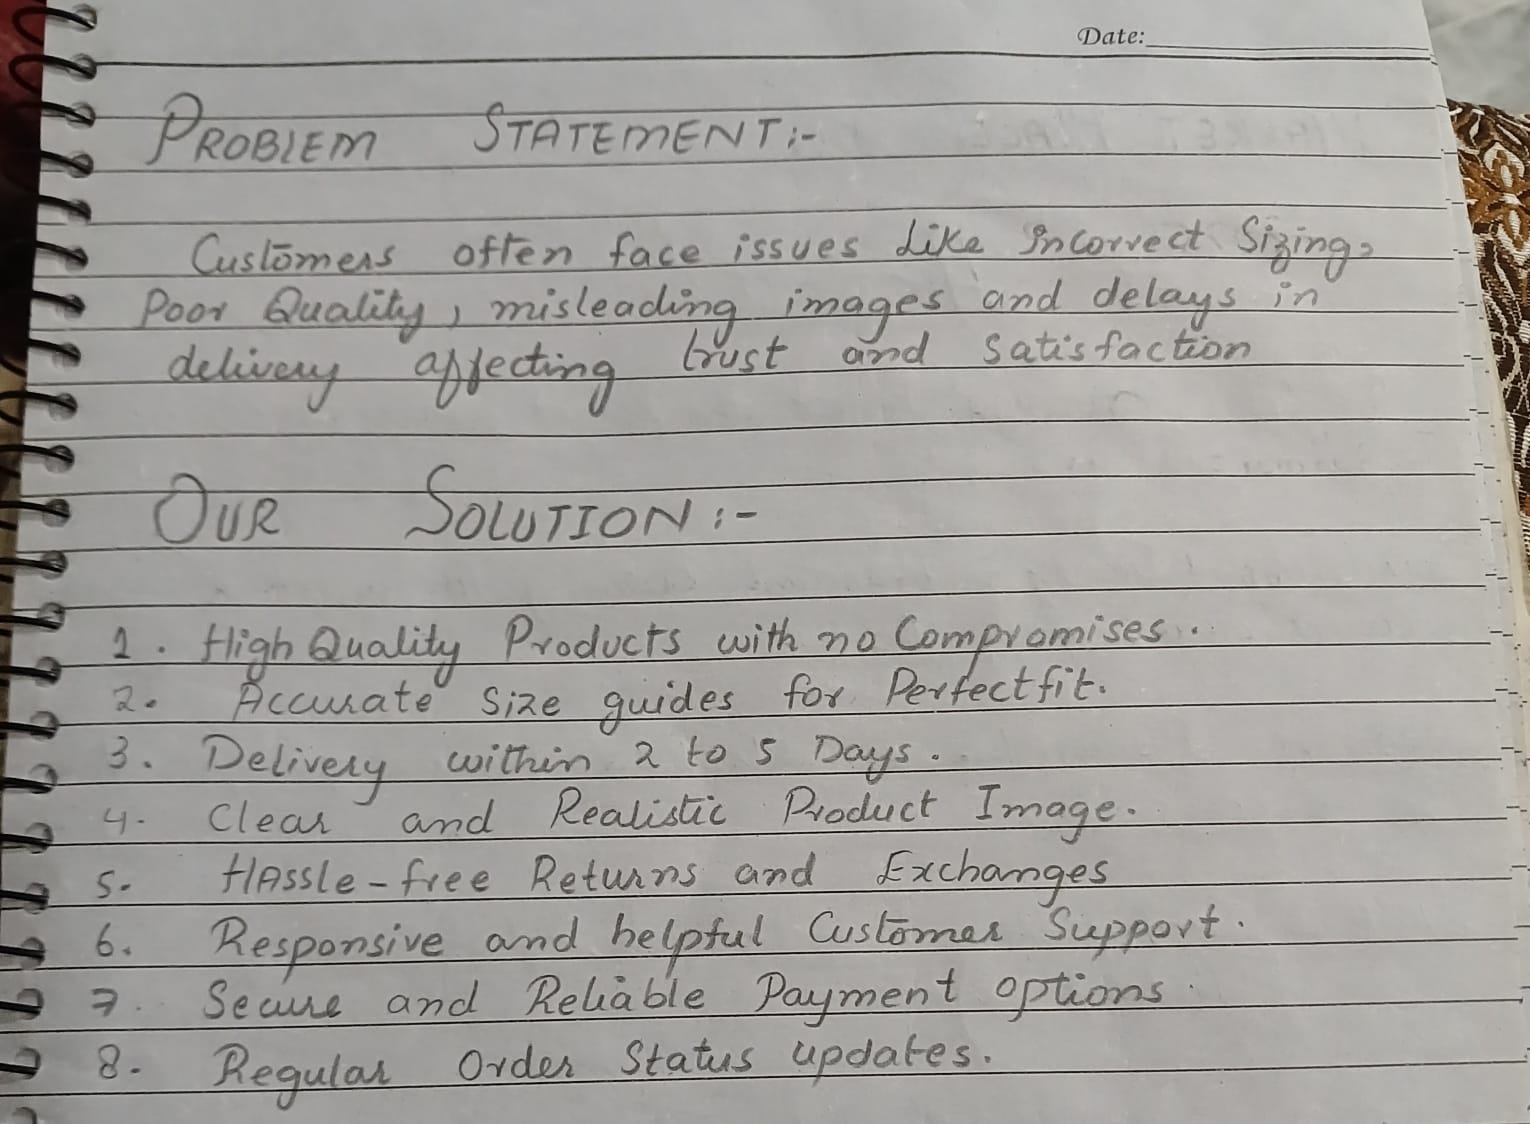 Date:
PROBLEM STATEMENT:-
Customers often face issues like incorrect sizing,
Poor Quality, misleading images and delays in
delivery affecting trust and satisfaction
OUR SOLUTION:-
1. High Quality Products with no Compromises.
2. Accurate Size guides for Perfectfit.
3. Delivery within 2 to 5 Days.
4. Clear and Realistic Product Image.
5. HAssle-free Returns and Exchanges
6. Responsive and helpful Customer Support.
7. Secure and Reliable Payment options.
8. Regular Order Status updates.